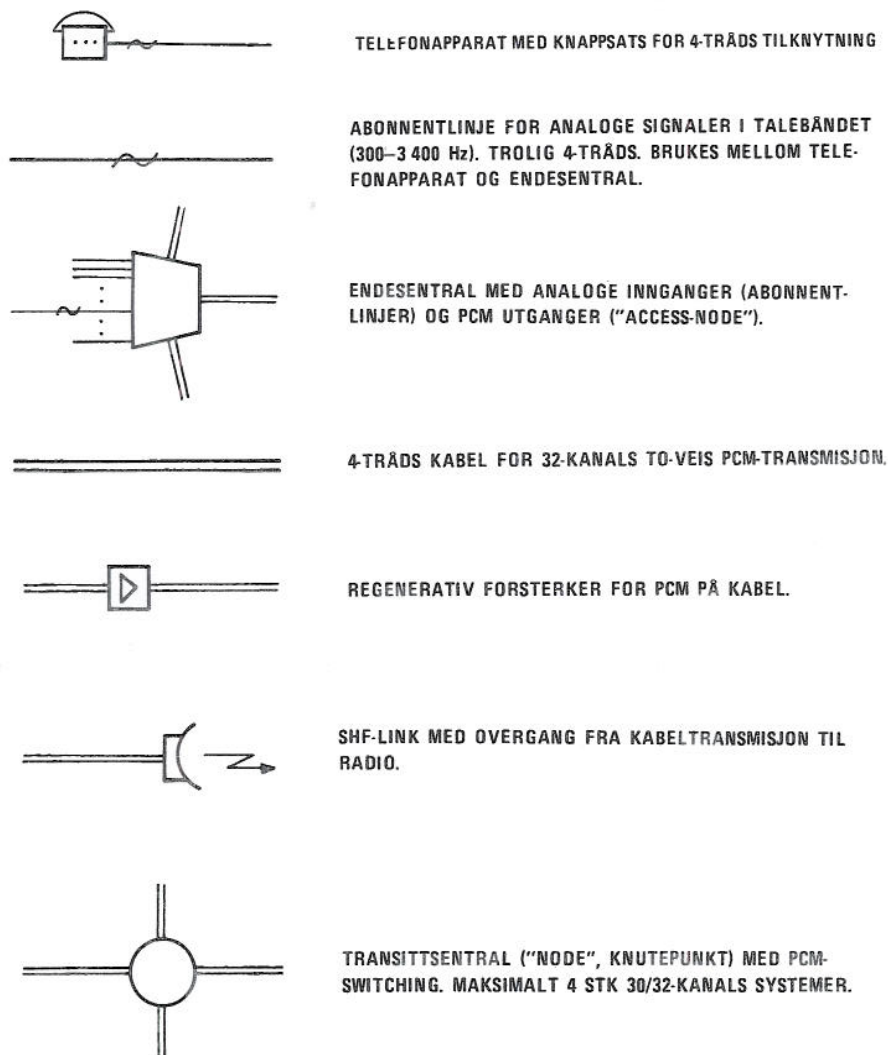 TELEFONAPPARAT MED KNAPPSATS FOR 4-TRÅDS TILKNYTNING
ABONNENTLINJE FOR ANALOGE SIGNALER I TALEBÅNDET
(300–3 400 Hz). TROLIG 4-TRÅDS. BRUKES MELLOM TELE-
FONAPPARAT OG ENDESENTRAL.
ENDESENTRAL MED ANALOGE INNGANGER (ABONNENT-
LINJER) OG PCM UTGANGER ("ACCESS-NODE").
4-TRÅDS KABEL FOR 32-KANALS TO-VEIS PCM-TRANSMISJON.
REGENERATIV FORSTERKER FOR PCM PÅ KABEL.
SHF-LINK MED OVERGANG FRA KABELTRANSMISJON TIL
RADIO.
TRANSITTSENTRAL ("NODE", KNUTEPUNKT) MED PCM-
SWITCHING. MAKSIMALT 4 STK 30/32-KANALS SYSTEMER.